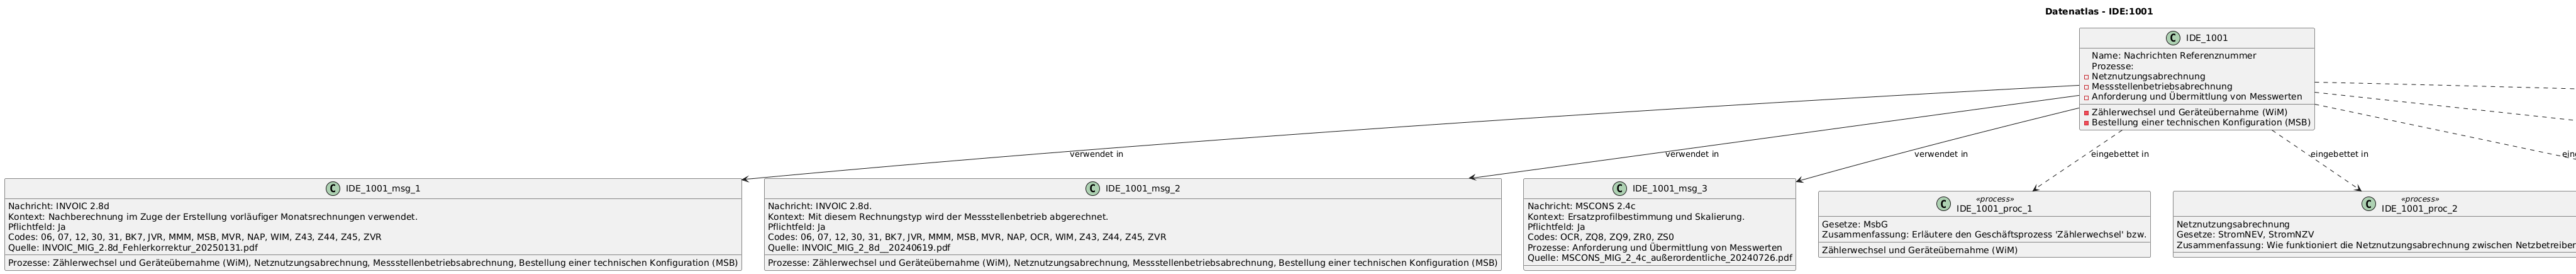 Datenatlas - IDE:1001
C IDE_1001
Name: Nachrichten Referenznummer
Prozesse:
Netznutzungsabrechnung
Messstellenbetriebsabrechnung
Anforderung und Übermittlung von Messwerten
Zählerwechsel und Geräteübernahme (WiM)
Bestellung einer technischen Konfiguration (MSB)
verwendet in
verwendet in
verwendet in
eingebettet in
eingebettet in
C IDE_1001_msg_1
Nachricht: INVOIC 2.8d
Kontext: Nachberechnung im Zuge der Erstellung vorläufiger Monatsrechnungen verwendet.
Pflichtfeld: Ja
Codes: 06, 07, 12, 30, 31, BK7, JVR, MMM, MSB, MVR, NAP, WIM, Z43, Z44, Z45, ZVR
Quelle: INVOIC_MIG_2.8d_Fehlerkorrektur_20250131.pdf
Prozesse: Zählerwechsel und Geräteübernahme (WiM), Netznutzungsabrechnung, Messstellenbetriebsabrechnung, Bestellung einer technischen Konfiguration (MSB)
C IDE_1001_msg_2
Nachricht: INVOIC 2.8d.
Kontext: Mit diesem Rechnungstyp wird der Messstellenbetrieb abgerechnet.
Pflichtfeld: Ja
Codes: 06, 07, 12, 30, 31, BK7, JVR, MMM, MSB, MVR, NAP, OCR, WIM, Z43, Z44, Z45, ZVR
Quelle: INVOIC_MIG_2_8d__20240619.pdf
Prozesse: Zählerwechsel und Geräteübernahme (WiM), Netznutzungsabrechnung, Messstellenbetriebsabrechnung, Bestellung einer technischen Konfiguration (MSB)
C IDE_1001_msg_3
Nachricht: MSCONS 2.4c
Kontext: Ersatzprofilbestimmung und Skalierung.
Pflichtfeld: Ja
Codes: OCR, ZQ8, ZQ9, ZR0, ZS0
Prozesse: Anforderung und Übermittlung von Messwerten
Quelle: MSCONS_MIG_2_4c_außerordentliche_20240726.pdf
C «process»
IDE_1001_proc_1
Gesetze: MsbG
Zusammenfassung: Erläutere den Geschäftsprozess 'Zählerwechsel' bzw.
Zählerwechsel und Geräteübernahme (WiM)
C «process»
IDE_1001_proc_2
Netznutzungsabrechnung
Gesetze: StromNEV, StromNZV
Zusammenfassung: Wie funktioniert die Netznutzungsabrechnung zwischen Netzbetreiber